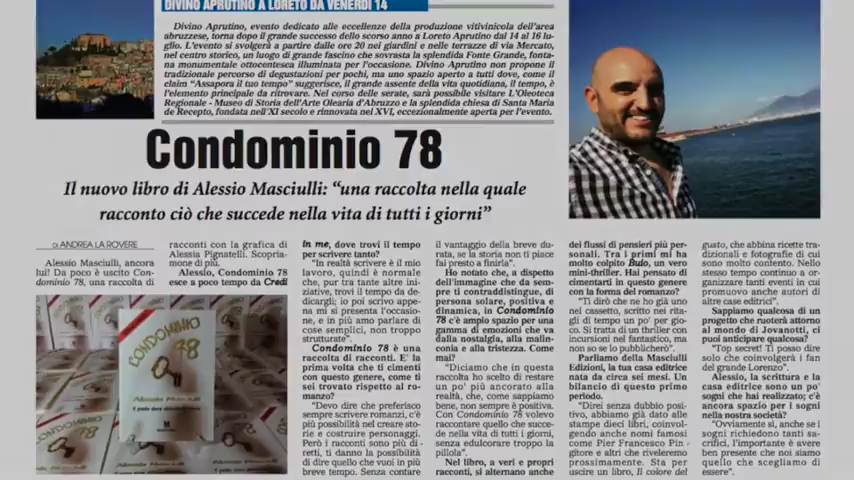 DIVINO APRUTINO A LORETO DA VENERDÌ 14
Divino Aprutino, evento dedicato alle eccellenze della produzione vitivinicola dell'area
abruzzese, torna dopo il grande successo dello scorso anno a Loreto Aprutino dal 14 al 16 lu-
glio. L'evento si svolgerà a partire dalle ore 20 nei giardini e nelle terrazze di via Mercato,
nel centro storico, un luogo di grande fascino che sovrasta la splendida Fonte Grande, fonta-
na monumentale ottocentesca illuminata per l'occasione. Divino Aprutino non propone il
tradizionale percorso di degustazioni per pochi, ma uno spazio aperto a tutti dove, come il
claim "Assapora il tuo tempo" suggerisce, il grande assente della vita quotidiana, il tempo, è
l'elemento principale da ritrovare. Nel corso delle serate, sarà possibile visitare L'Oleoteca
Regionale - Museo di Storia dell'Arte Olearia d'Abruzzo e la splendida chiesa di Santa Maria
de Recepto, fondata nell'XI secolo e rinnovata nel XVI, eccezionalmente aperta per l'evento.
Condominio 78
Il nuovo libro di Alessio Masciulli: "una raccolta nella quale
racconto ciò che succede nella vita di tutti i giorni"
DI ANDREA LA ROVERE
Alessio Masciulli, ancora
lui! Da poco è uscito Con-
dominio 78, una raccolta di
racconti con la grafica di
Alessia Pignatelli. Scopria-
mone di più.
Alessio, Condominio 78
esce a poco tempo da Credi
CONDOMINIO
78
Alessio Masciulli
in me, dove trovi il tempo
per scrivere tanto?
"In realtà scrivere è il mio
lavoro, quindi è normale
che, pur tra tante altre ini-
ziative, trovi il tempo da de-
dicargli; io poi scrivo appe-
na mi si presenta l'occasio-
ne, e in più amo parlare di
cose semplici, non troppo
strutturate".
Condominio 78 è una
raccolta di racconti. E' la
prima volta che ti cimenti
con questo genere, come ti
sei trovato rispetto al ro-
manzo?
"Devo dire che preferisco
sempre scrivere romanzi, c'è
più possibilità nel creare sto-
rie e costruire personaggi.
Però i racconti sono più di-
retti, ti danno la possibilità
di dire quello che vuoi in più
breve tempo. Senza contare
il vantaggio della breve du-
rata, se la storia non ti piace
fai presto a finirla".
Ho notato che, a dispetto
dell'immagine che da sem-
pre ti contraddistingue, di
persona solare, positiva e
dinamica, in Condominio 78
c'è ampio spazio per una
gamma di emozioni che va
dalla nostalgia, alla malin-
conia e alla tristezza. Come
mai?
"Diciamo che in questa
raccolta ho scelto di restare
un po' più ancorato alla
realtà, che, come sappiamo
bene, non sempre è positiva.
Con Condominio 78 volevo
raccontare quello che succe-
de nella vita di tutti i giorni,
senza edulcorare troppo la
pillola".
Nel libro, a veri e propri
racconti, si alternano anche
dei flussi di pensieri più per-
sonali. Tra i primi mi ha
molto colpito Buio, un vero
mini-thriller. Hai pensato di
cimentarti in questo genere
con la forma del romanzo?
"Ti dirò che ne ho già uno
nel cassetto, scritto nei rita-
gli di tempo un po' per gio-
co. Si tratta di un thriller con
incursioni nel fantastico, ma
non so se lo pubblicherò".
Parliamo della Masciulli
Edizioni, la tua casa editrice
nata da circa sei mesi. Un
bilancio di questo primo
periodo.
"Direi senza dubbio posi-
tivo, abbiamo già dato alle
stampe dieci libri, coinvol-
gendo anche nomi famosi
come Pier Francesco Pin-
gitore e altri che riveleremo
prossimamente. Sta per
uscire un libro, Il colore del
gusto, che abbina ricette tra-
dizionali e fotografie di cui
sono molto contento. Nello
stesso tempo continuo a or-
ganizzare tanti eventi in cui
promuovo anche autori di
altre case editrici".
Sappiamo qualcosa di un
progetto che ruoterà attorno
al mondo di Jovanotti, ci
puoi anticipare qualcosa?
"Top secret! Ti posso dire
solo che coinvolgerà i fan
del grande Lorenzo".
Alessio, la scrittura e la
casa editrice sono un po' so-
gni che hai realizzato; c'è
ancora spazio per i sogni
nella nostra società?
"Ovviamente sì, anche se i
sogni richiedono tanti sa-
crifici, l'importante è avere
ben presente che noi siamo
quello che scegliamo di
essere".